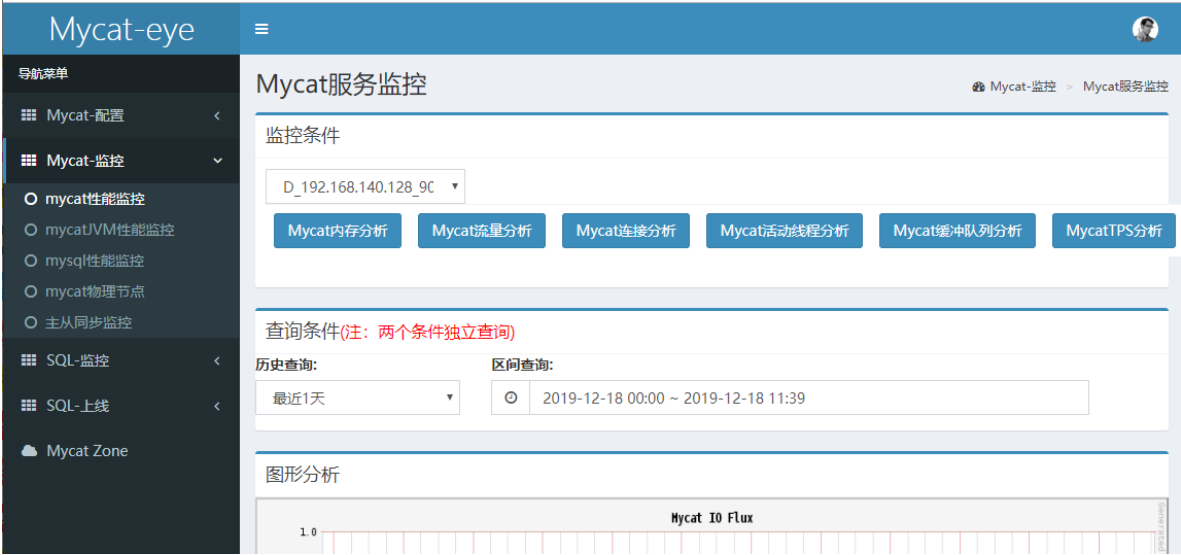 Mycat-eye
导航菜单
Mycat-配置
Mycat-监控
mycat性能监控
mycatJVM性能监控
mysql性能监控
mycat物理节点
主从同步监控
SQL-监控
SQL-上线
Mycat Zone
Mycat服务监控
Mycat-监控 > Mycat服务监控
监控条件
D_192.168.140.128_90
Mycat内存分析 Mycat流量分析 Mycat连接分析 Mycat活动线程分析 Mycat缓冲队列分析 MycatTPS分析
查询条件(注：两个条件独立查询)
历史查询: 区间查询:
最近1天 2019-12-18 00:00 ~ 2019-12-18 11:39
图形分析
Mycat IO Flux
1.0
Generated